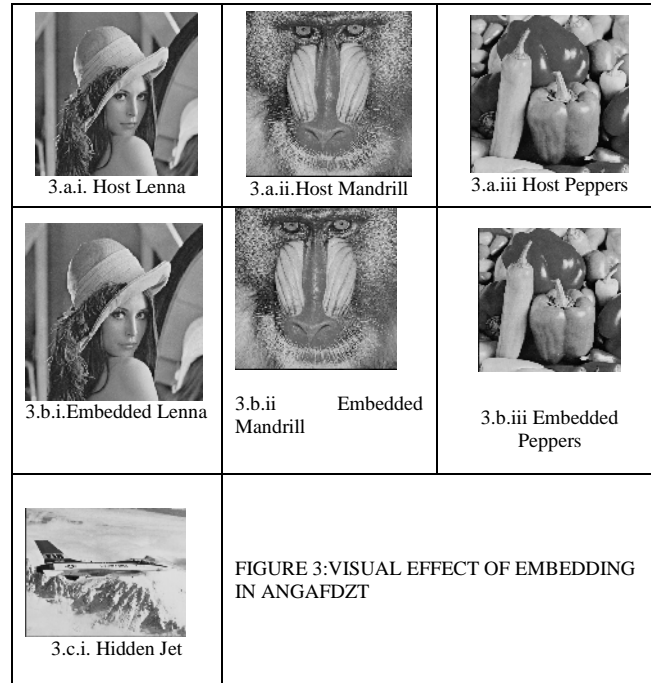 3.a.i. Host Lenna
3.a.ii.Host Mandrill
3.a.iii Host Peppers
3.b.i.Embedded Lenna
3.b.ii Embedded
Mandrill
3.b.iii Embedded
Peppers
3.c.i. Hidden Jet
FIGURE 3:VISUAL EFFECT OF EMBEDDING
IN ANGAFDZT